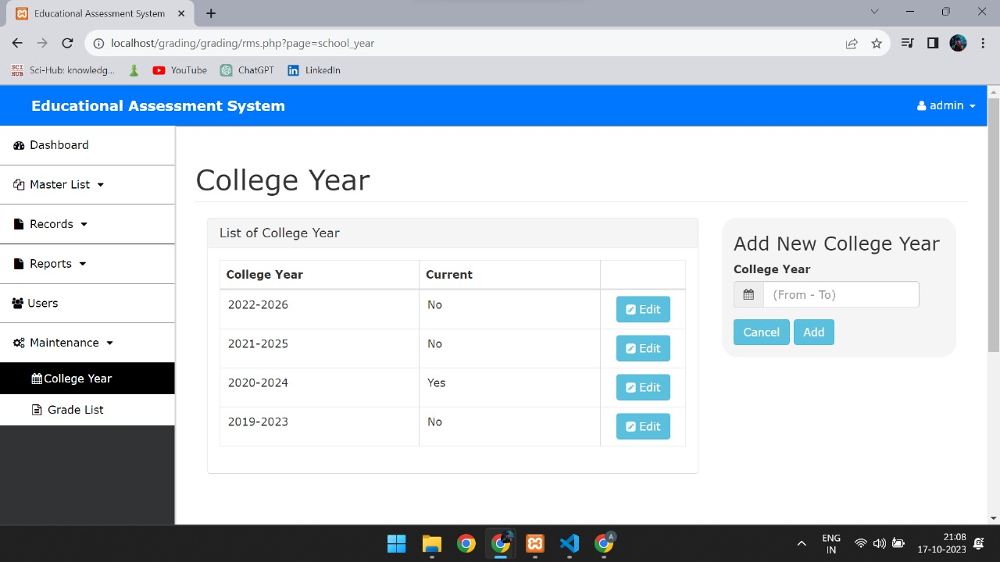 Educational Assessment System
localhost/grading/grading/rms.php?page=school_year
SCI HUB Sci-Hub: knowledg... YouTube ChatGPT LinkedIn
Educational Assessment System
admin
Dashboard
Master List
Records
Reports
Users
Maintenance
College Year
Grade List
College Year
List of College Year
College Year Current
2022-2026 No Edit
2021-2025 No Edit
2020-2024 Yes Edit
2019-2023 No Edit
Add New College Year
College Year
(From - To)
Cancel Add
A
ENG
IN
21:08
17-10-2023